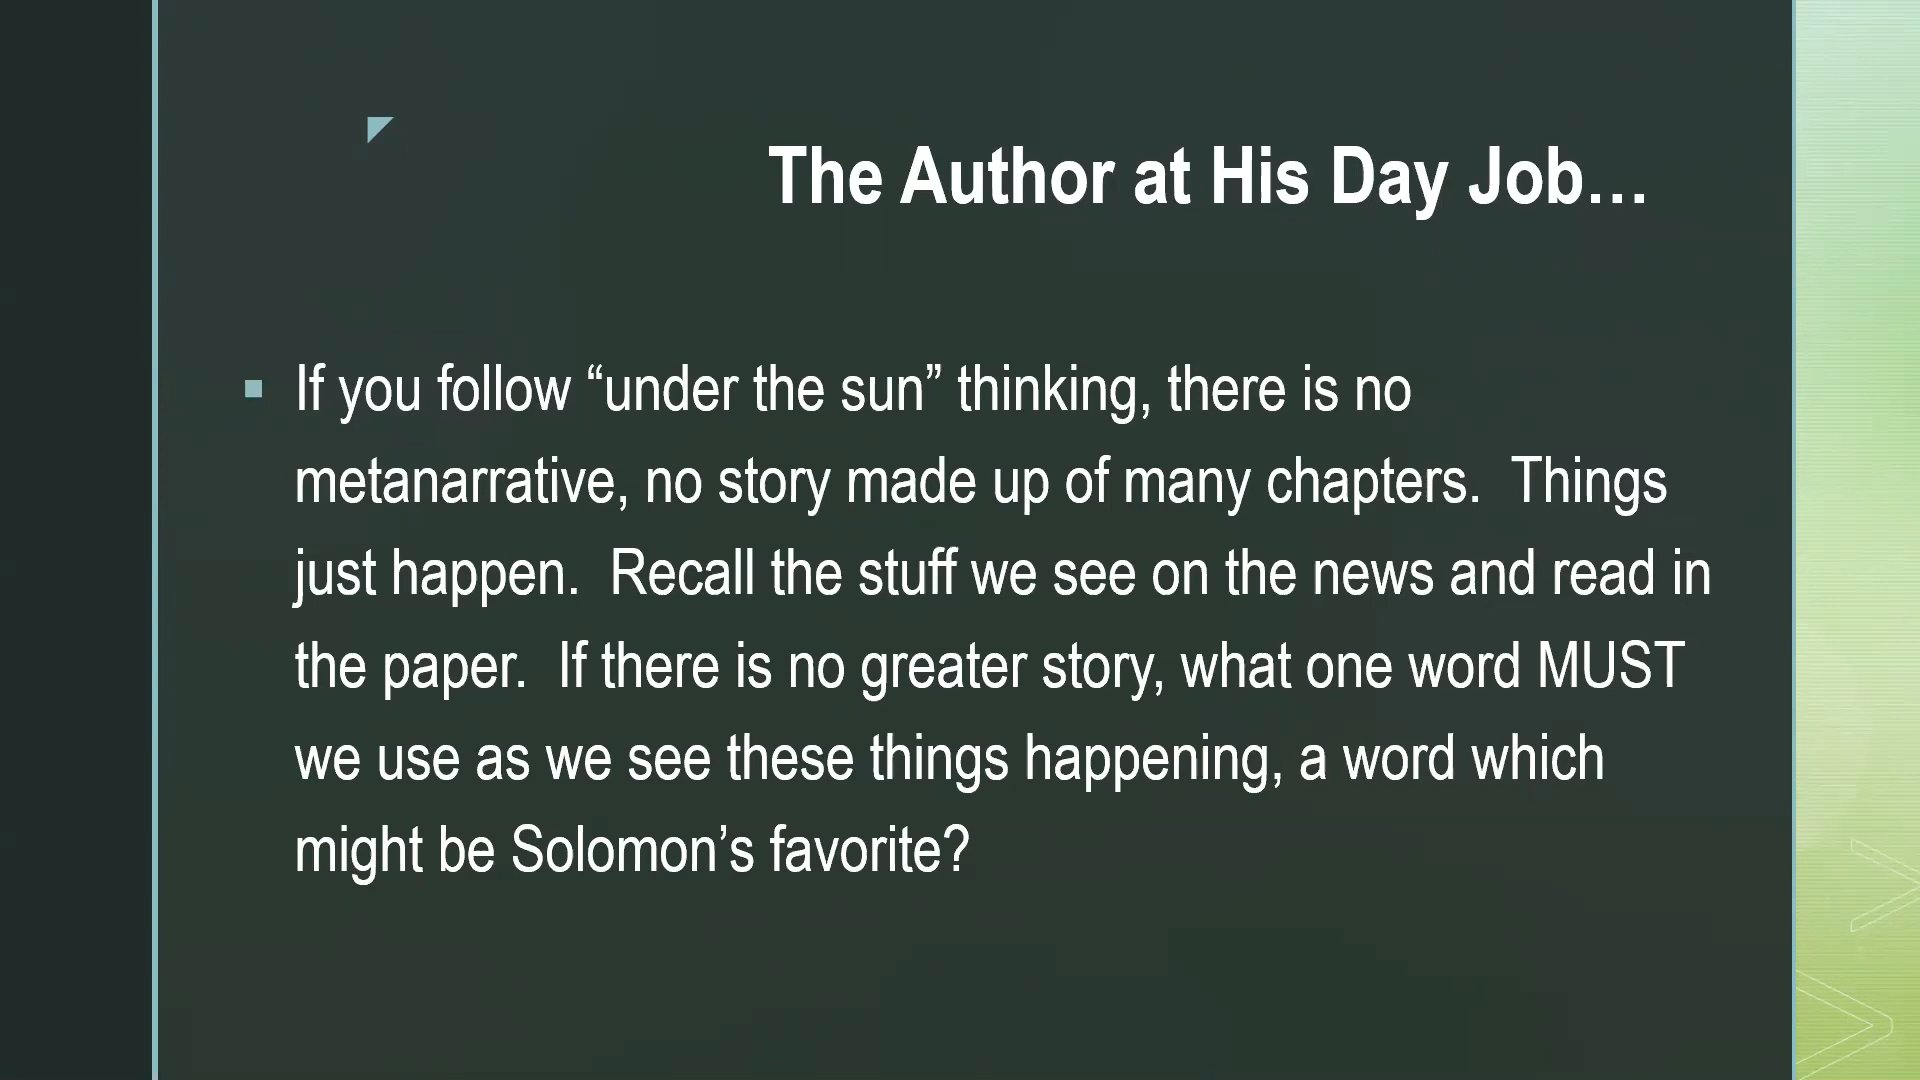 The Author at His Day Job…
If you follow “under the sun” thinking, there is no
metanarrative, no story made up of many chapters.  Things
just happen.  Recall the stuff we see on the news and read in
the paper.  If there is no greater story, what one word MUST
we use as we see these things happening, a word which
might be Solomon’s favorite?